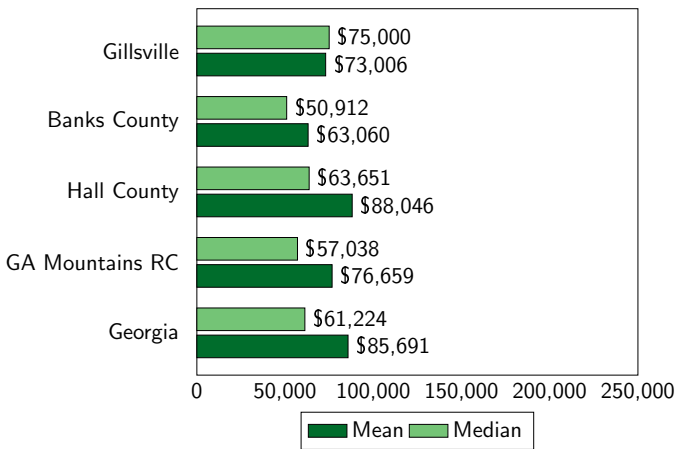 Gillsville
$75,000
$73,006
Banks County
$50,912
$63,060
Hall County
$63,651
$88,046
GA Mountains RC
$57,038
$76,659
Georgia
$61,224
$85,691
0 50,000 100,000 150,000 200,000 250,000
Mean Median